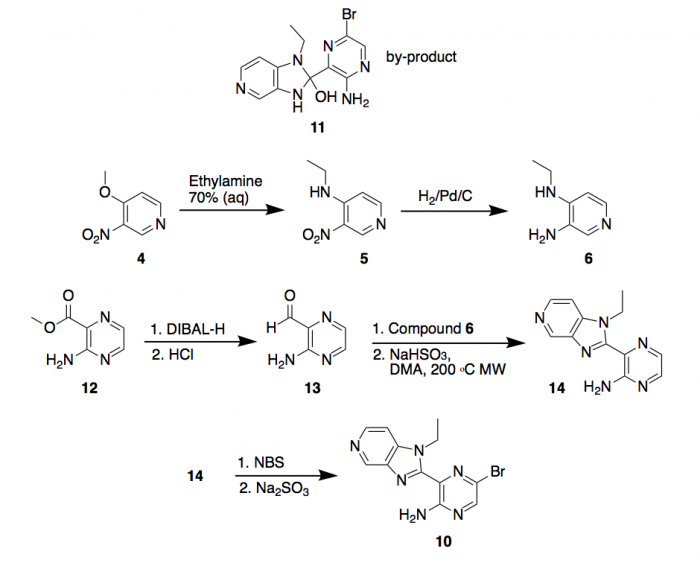 Br
N
N
N
N
N
H
OH
NH2
by-product
11
O
O2N
N
4
Ethylamine
70% (aq)
HN
O2N
N
5
H2/Pd/C
HN
H2N
N
6
O
O
N
H2N
N
12
1. DIBAL-H
2. HCl
O
H
N
H2N
N
13
1. Compound 6
2. NaHSO3,
DMA, 200 °C MW
N
N
N
N
H2N
N
14
14
1. NBS
2. Na2SO3
N
N
N
N
Br
H2N
N
10